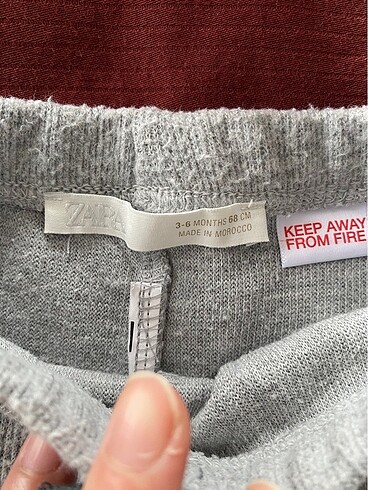 ZARA
3-6 MONTHS 68 CM
MADE IN MOROCCO
KEEP AWAY
FROM FIRE